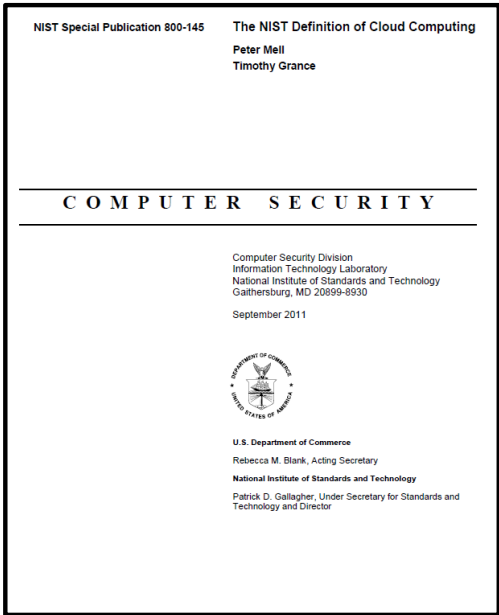 NIST Special Publication 800-145
The NIST Definition of Cloud Computing
Peter Mell
Timothy Grance
COMPUTER SECURITY
Computer Security Division
Information Technology Laboratory
National Institute of Standards and Technology
Gaithersburg, MD 20899-8930
September 2011
DEPARTMENT OF COMMERCE
UNITED STATES OF AMERICA
U.S. Department of Commerce
Rebecca M. Blank, Acting Secretary
National Institute of Standards and Technology
Patrick D. Gallagher, Under Secretary for Standards and
Technology and Director